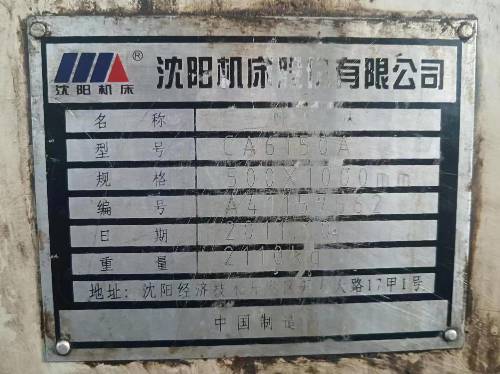 ® 沈阳机床股份有限公司
沈阳机床
名称
型号 CA6150A
规格 500X1000mm
编号
日期 2011
重量 2110kg
地址: 沈阳经济技术开发区开发大路17甲1号
中国制造